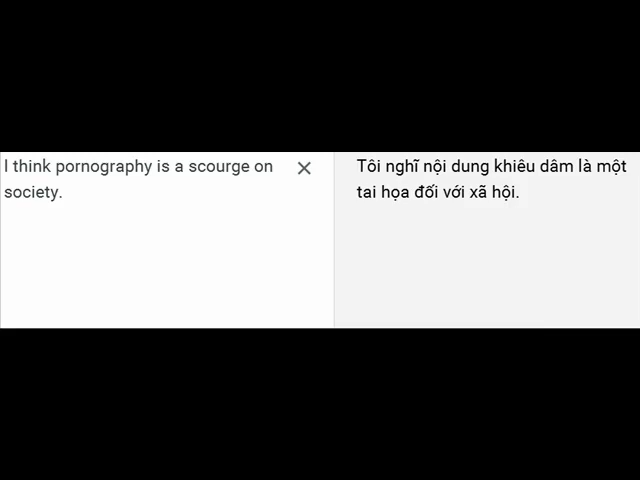 I think pornography is a scourge on
society.
Tôi nghĩ nội dung khiêu dâm là một
tai họa đối với xã hội.